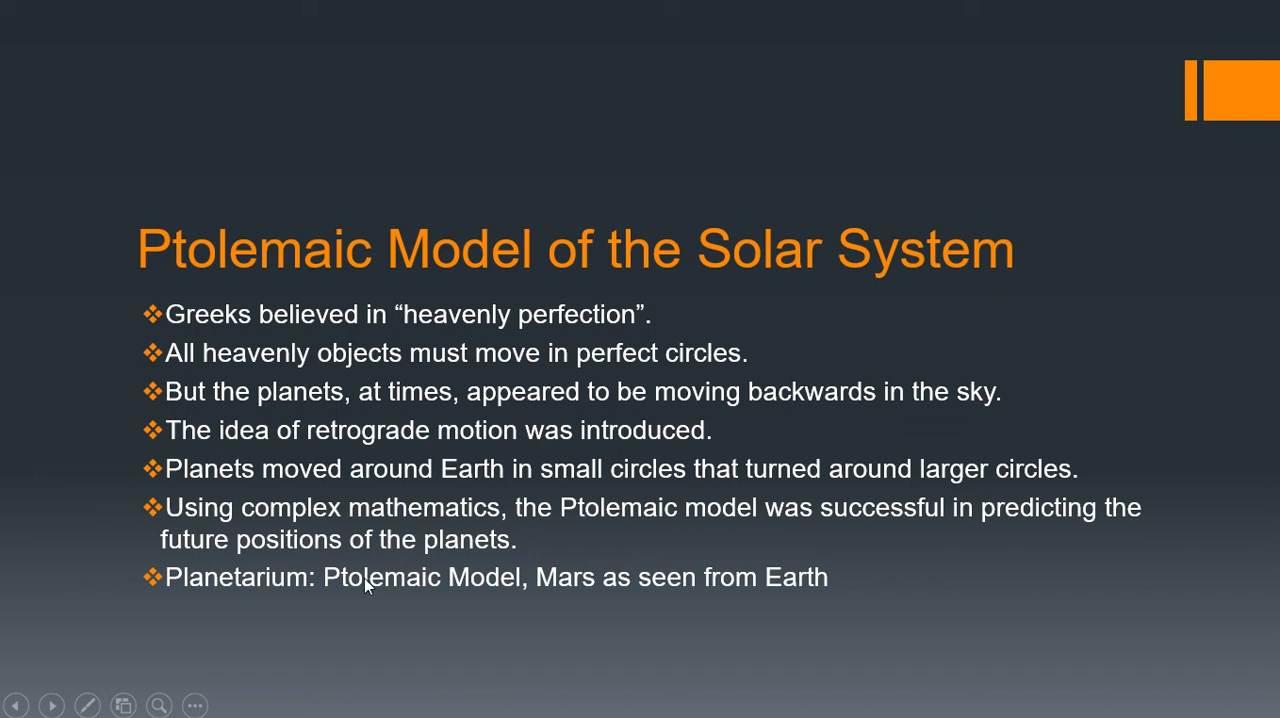 Ptolemaic Model of the Solar System
❖Greeks believed in “heavenly perfection”.
❖All heavenly objects must move in perfect circles.
❖But the planets, at times, appeared to be moving backwards in the sky.
❖The idea of retrograde motion was introduced.
❖Planets moved around Earth in small circles that turned around larger circles.
❖Using complex mathematics, the Ptolemaic model was successful in predicting the
future positions of the planets.
❖Planetarium: Ptolemaic Model, Mars as seen from Earth